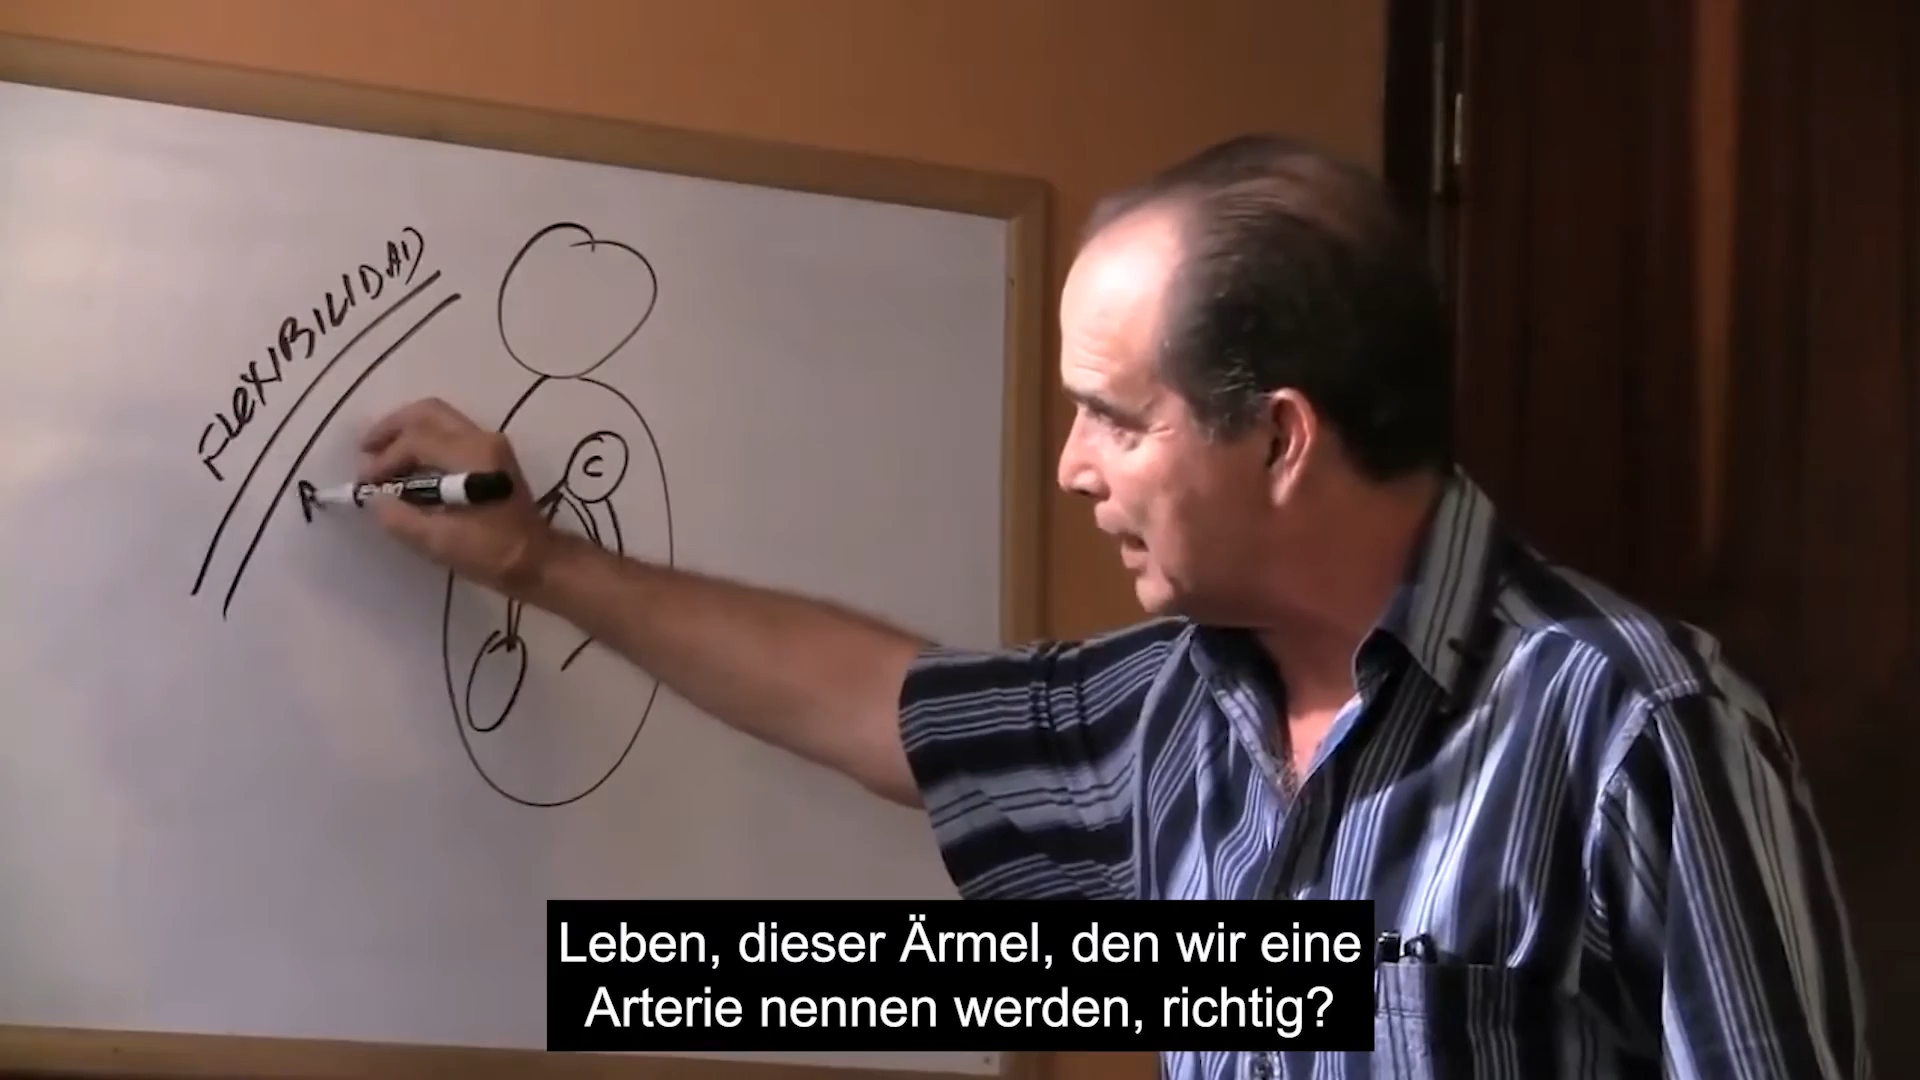 FLEXIBILIDAD
C
R
Leben, dieser Ärmel, den wir eine
Arterie nennen werden, richtig?